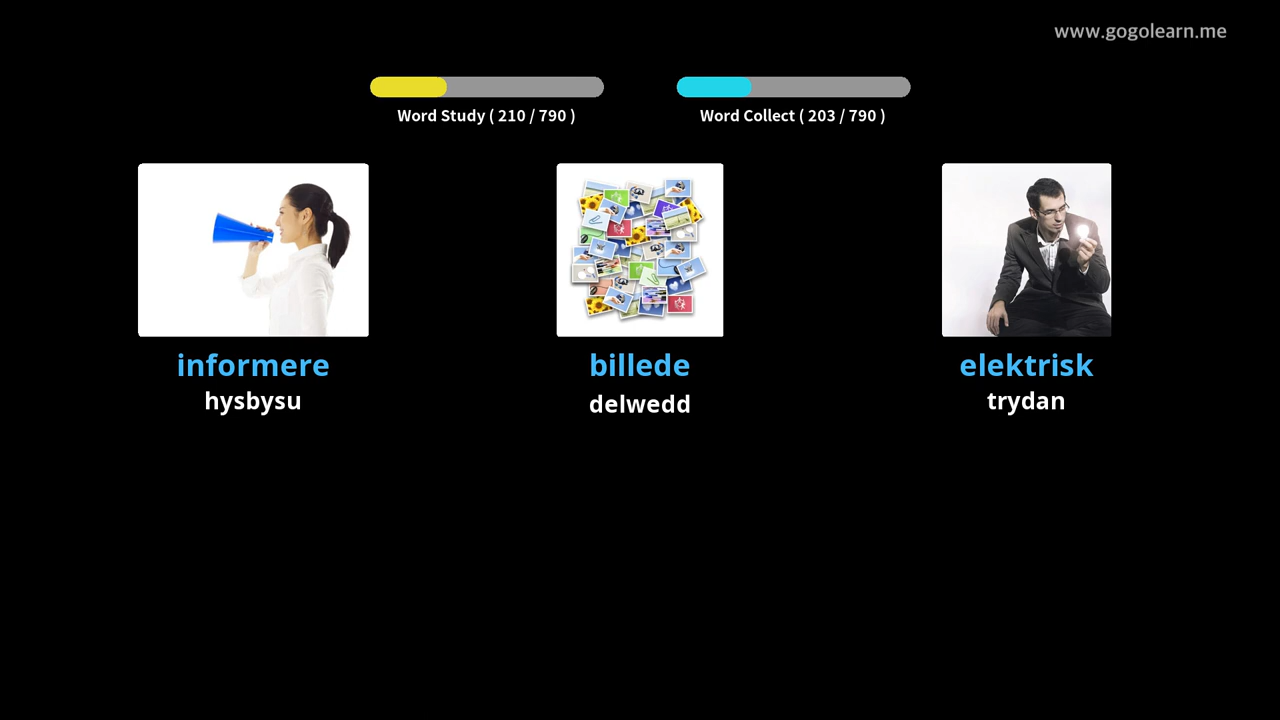 www.gogolearn.me
Word Study ( 210 / 790 )
Word Collect ( 203 / 790 )
informere
hysbysu
billede
delwedd
elektrisk
trydan